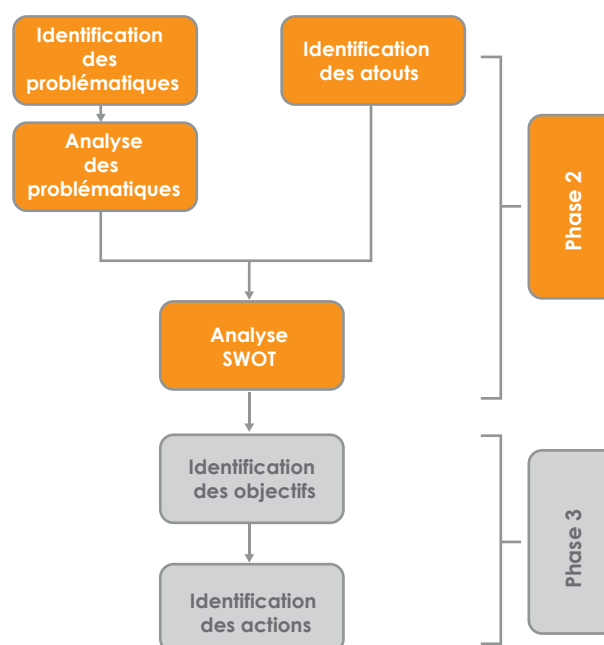 Identification
des
problématiques
Identification
des atouts
Analyse
des
problématiques
Phase 2
Analyse
SWOT
Identification
des objectifs
Phase 3
Identification
des actions